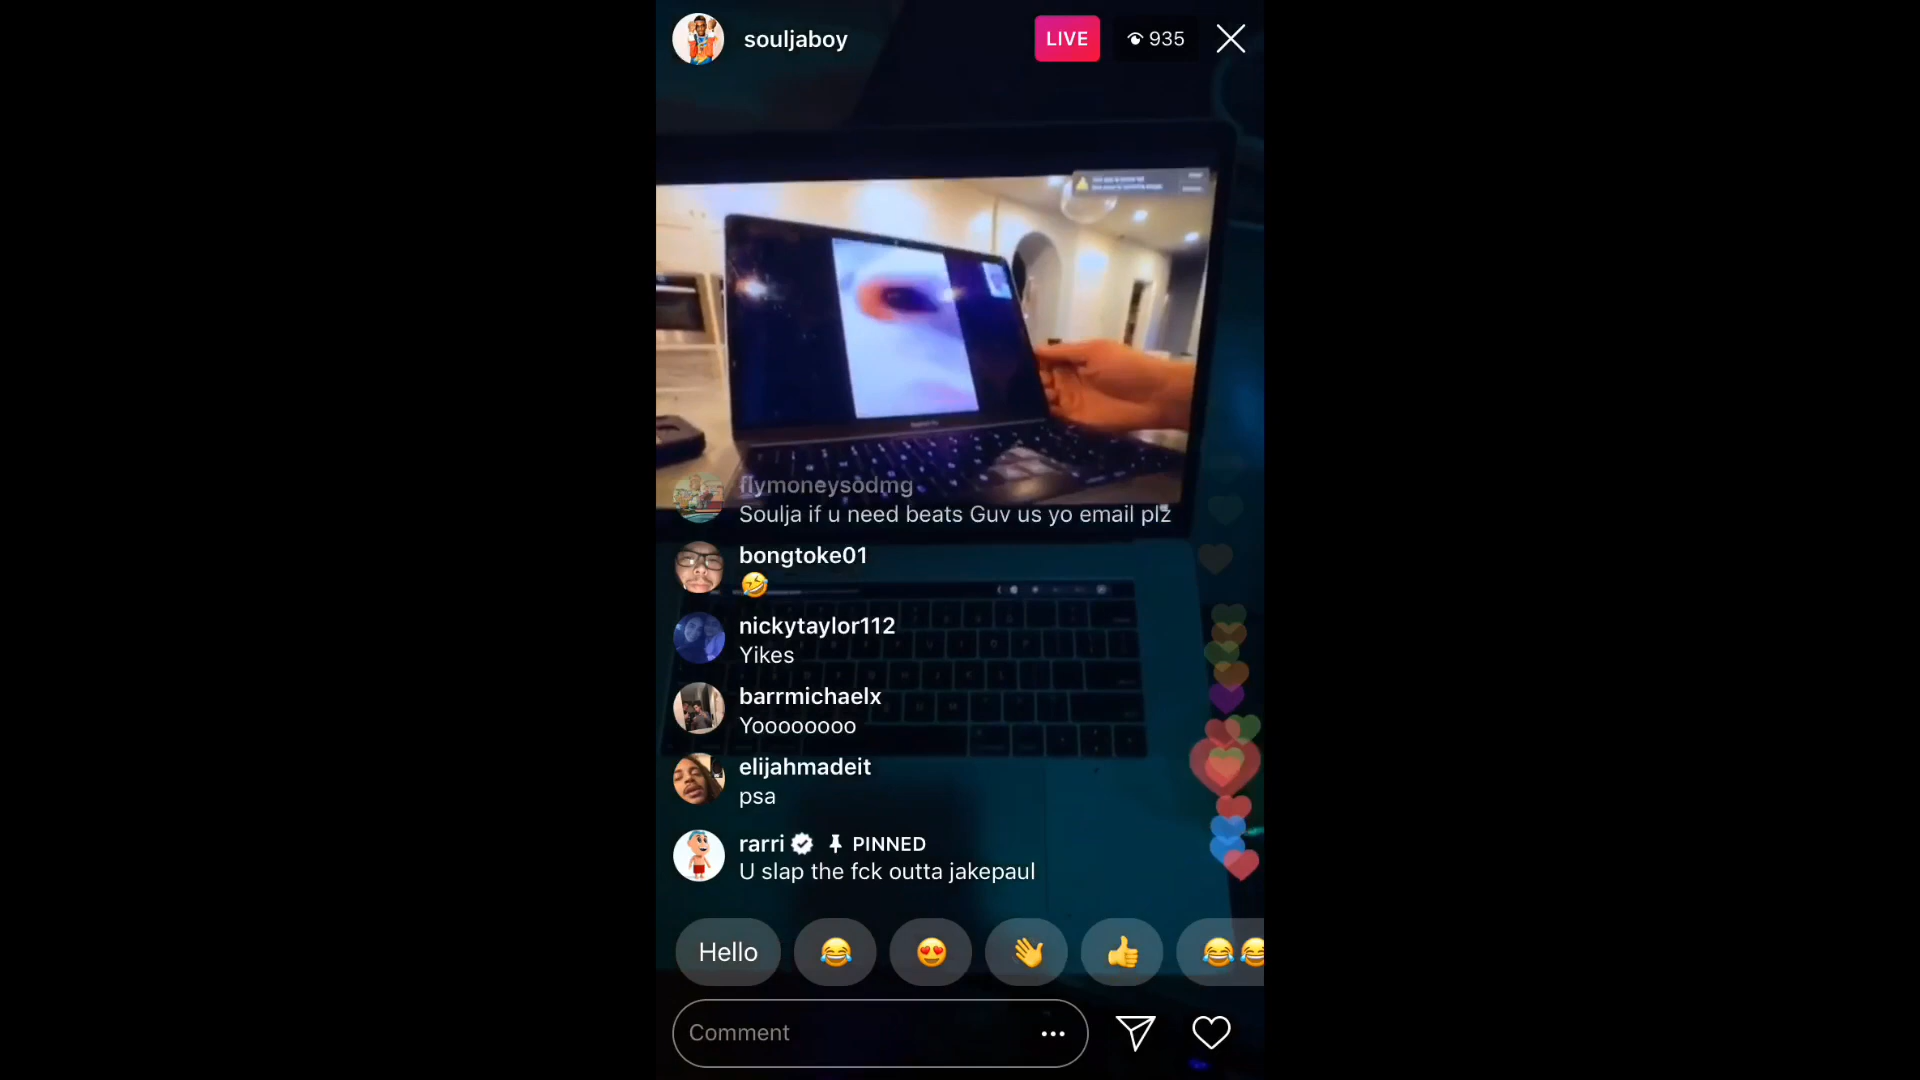 souljaboy
LIVE
935
flymoneysodmg
Soulja if u need beats Guv us yo email plz
bongtoke01
🤣
nickytaylor112
Yikes
barrmichaelx
Yoooooooo
elijahmadeit
psa
rarri PINNED
U slap the fck outta jakepaul
Hello 😂 😍 👋 👍 😂😂
Comment